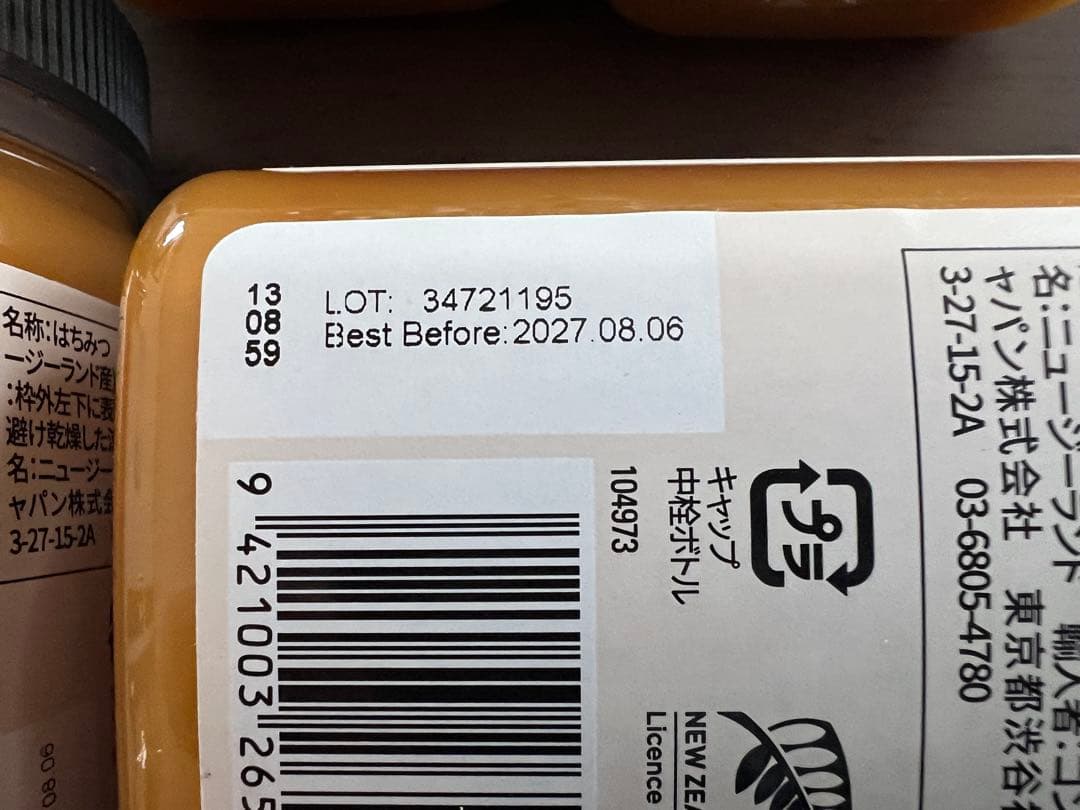 13
08
59
LOT: 34721195
Best Before:2027.08.06
9 421003 265
104973
キャップ
中栓ボトル
プラ
NEW ZEA
Licence
名:ニュージーランド 輸入者:コン
ャパン株式会社 東京都渋谷
3-27-15-2A 03-6805-4780
名称:はちみつ
ージーランド産
:枠外左下に表
避け乾燥した
名:ニュージー
ャパン株式会
3-27-15-2A